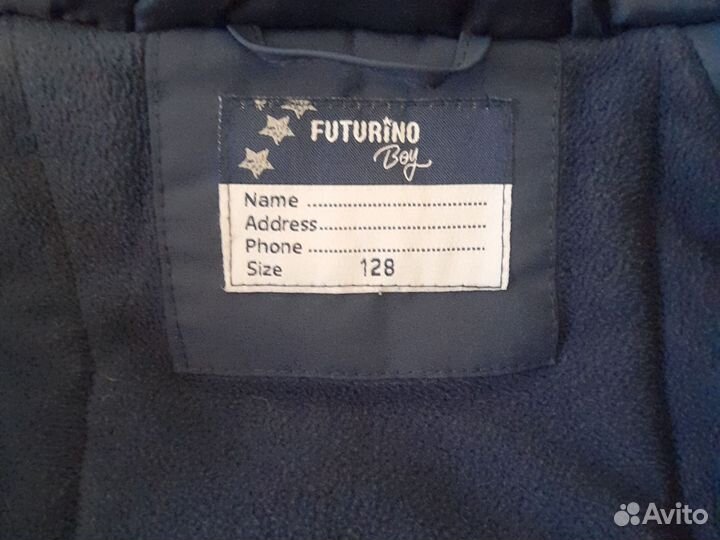 FUTURINO
Boy
Name ....................................
Address..................................
Phone ....................................
Size 128
Avito